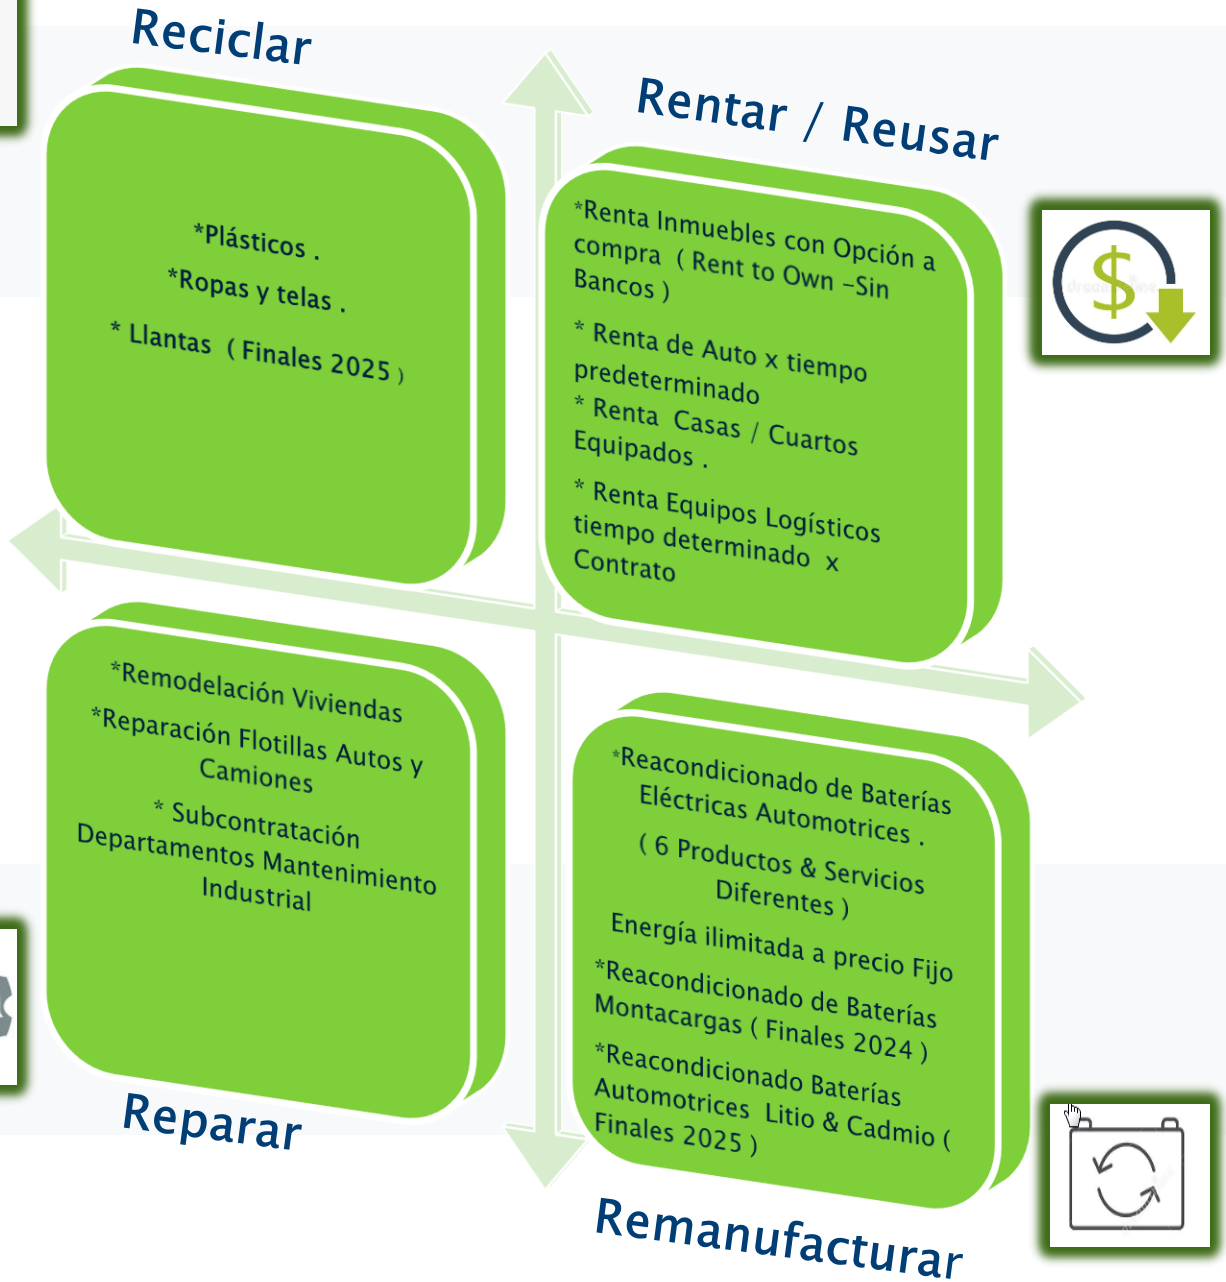 Reciclar
*Plásticos .
*Ropas y telas .
* Llantas ( Finales 2025 )
Rentar / Reusar
*Renta Inmuebles con Opción a
compra ( Rent to Own -Sin
Bancos )
* Renta de Auto x tiempo
predeterminado
* Renta Casas / Cuartos
Equipados .
* Renta Equipos Logísticos
tiempo determinado x
Contrato
$
*Remodelación Viviendas
*Reparación Flotillas Autos y
Camiones
* Subcontratación
Departamentos Mantenimiento
Industrial
Reparar
*Reacondicionado de Baterías
Eléctricas Automotrices .
( 6 Productos & Servicios
Diferentes )
Energía ilimitada a precio Fijo
*Reacondicionado de Baterías
Montacargas ( Finales 2024 )
*Reacondicionado Baterías
Automotrices Litio & Cadmio (
Finales 2025 )
Remanufacturar